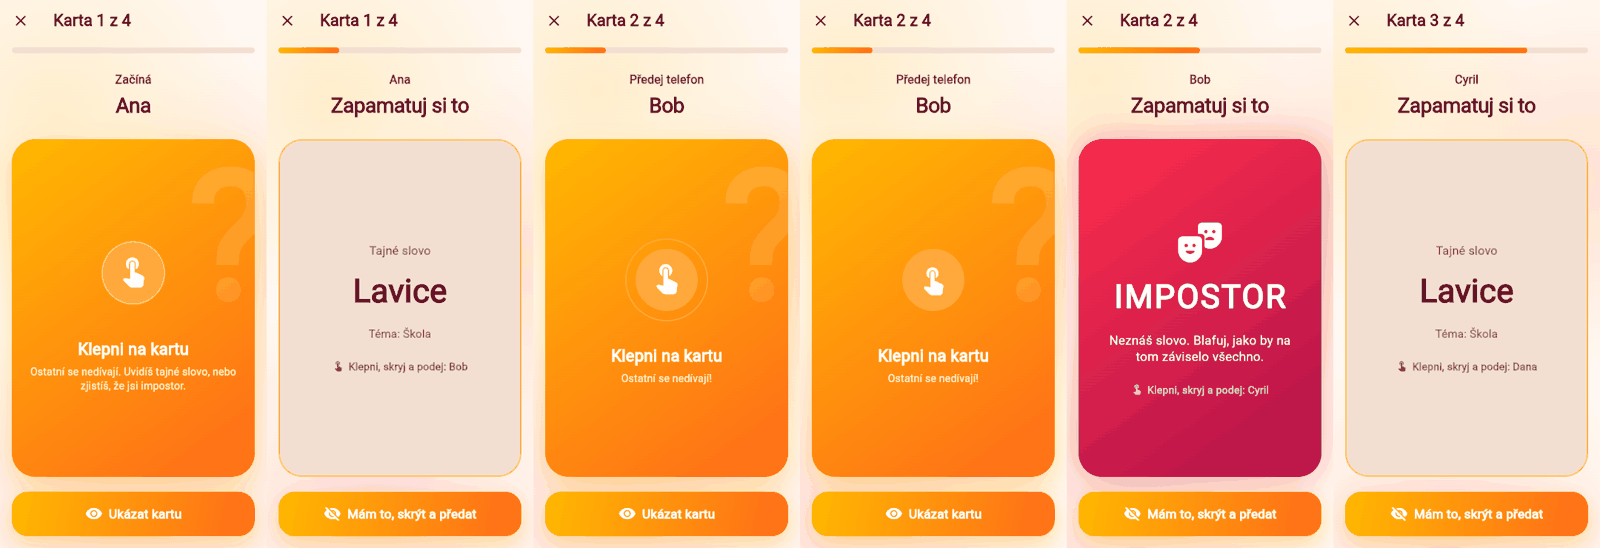 Karta 1 z 4
Začíná
Ana
?
Klepni na kartu
Ostatní se nedívají. Uvidíš tajné slovo, nebo
zjistíš, že jsi impostor.
Ukázat kartu
Karta 1 z 4
Ana
Zapamatuj si to
Tajné slovo
Lavice
Téma: Škola
Klepni, skryj a podej: Bob
Mám to, skrýt a předat
Karta 2 z 4
Předej telefon
Bob
?
Klepni na kartu
Ostatní se nedívají!
Ukázat kartu
Karta 2 z 4
Předej telefon
Bob
?
Klepni na kartu
Ostatní se nedívají!
Ukázat kartu
Karta 2 z 4
Bob
Zapamatuj si to
IMPOSTOR
Neznáš slovo. Blafuj, jako by na
tom záviselo všechno.
Klepni, skryj a podej: Cyril
Mám to, skrýt a předat
Karta 3 z 4
Cyril
Zapamatuj si to
Tajné slovo
Lavice
Téma: Škola
Klepni, skryj a podej: Dana
Mám to, skrýt a předat